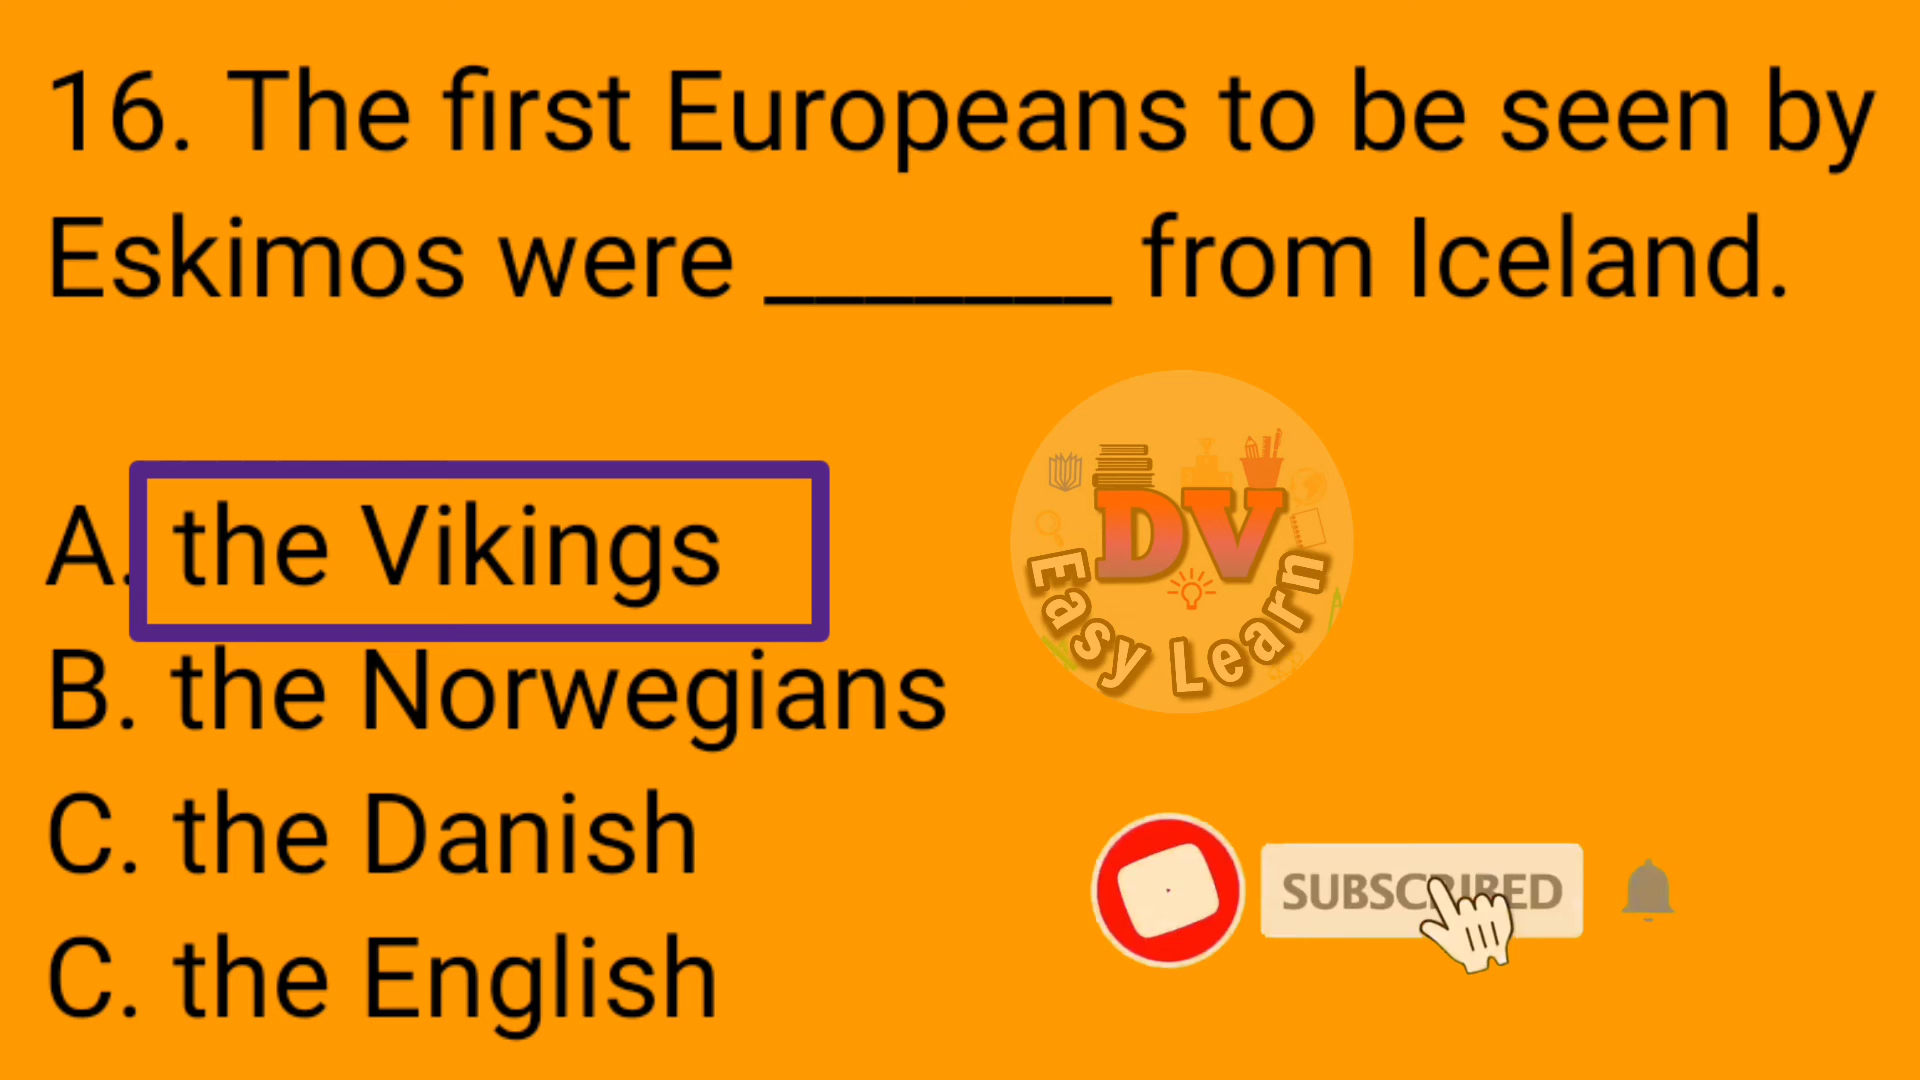 16. The first Europeans to be seen by
Eskimos were _______ from Iceland.
A. the Vikings
B. the Norwegians
C. the Danish
C. the English
DV
Easy Learn
SUBSCRIBED